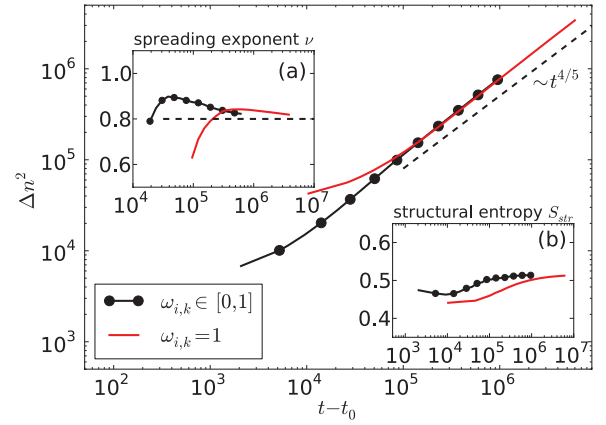 spreading exponent ν
(a)
1.0
0.8
0.6
10^4 10^5 10^6 10^7
~t^{4/5}
10^6
10^5
10^4
10^3
Δn^2
structural entropy S_{str}
(b)
0.6
0.5
0.4
10^3 10^4 10^5 10^6 10^7
ω_{i,k} ∈ [0,1]
ω_{i,k}=1
10^2 10^3 10^4 10^5 10^6
t−t_0